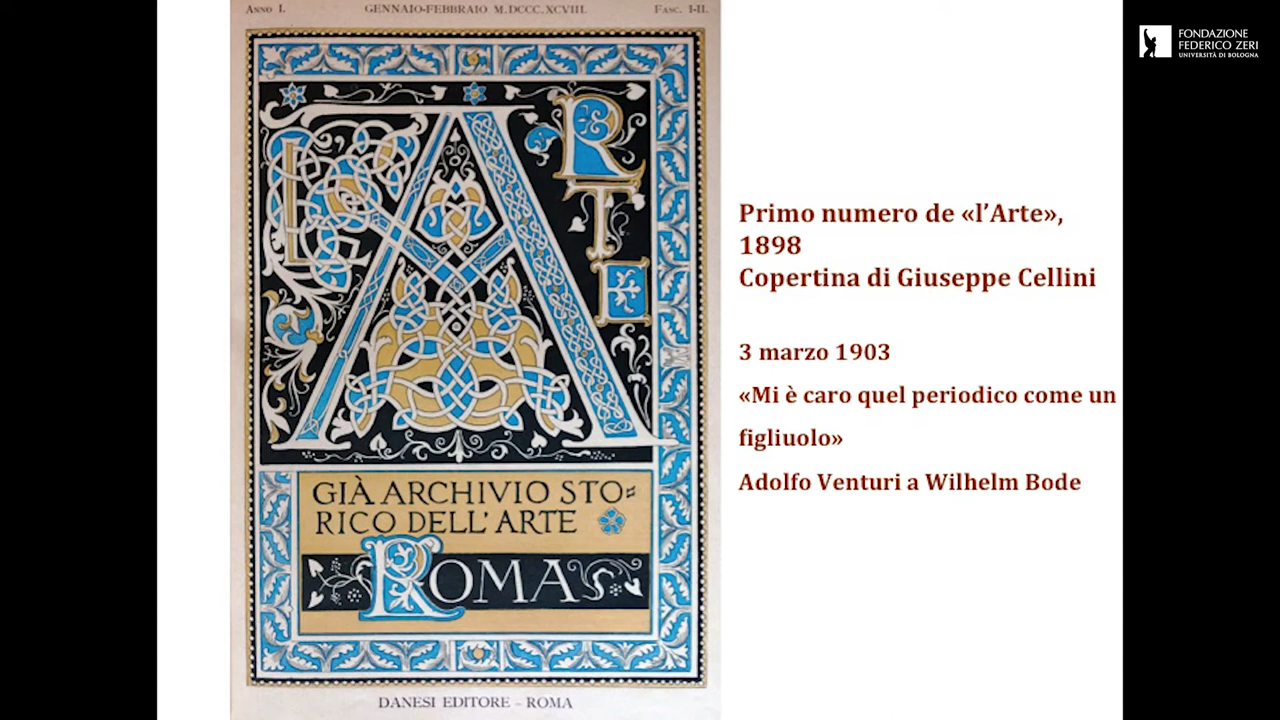 ANNO I. GENNAIO-FEBBRAIO M.DCCC.XCVIII. FASC. I-II.
L'ARTE
GIÀ ARCHIVIO STO=
RICO DELL'ARTE
ROMA
DANESI EDITORE - ROMA
Primo numero de «l’Arte»,
1898
Copertina di Giuseppe Cellini
3 marzo 1903
«Mi è caro quel periodico come un
figliuolo»
Adolfo Venturi a Wilhelm Bode
FONDAZIONE
FEDERICO ZERI
UNIVERSITÀ DI BOLOGNA